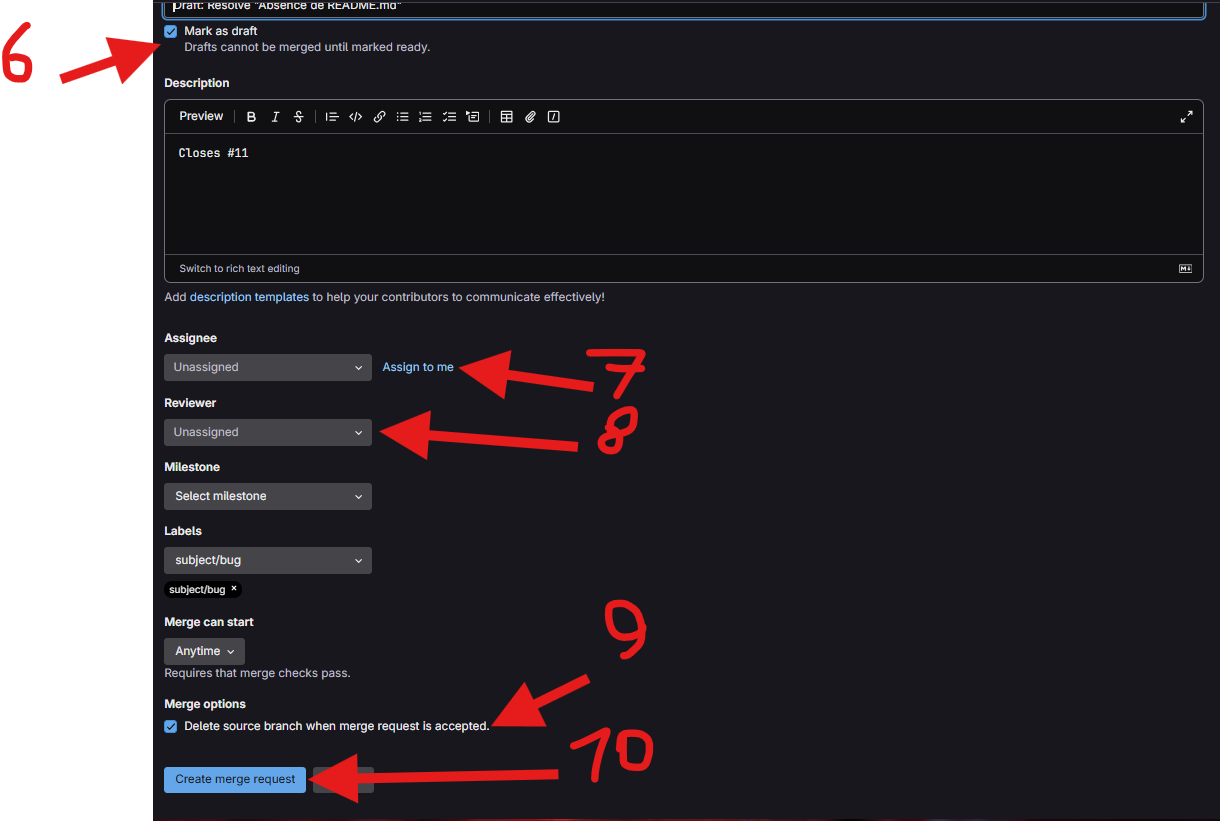 Draft: Resolve "Absence de README.md"
6
Mark as draft
Drafts cannot be merged until marked ready.
Description
Preview
Closes #11
Switch to rich text editing
Add description templates to help your contributors to communicate effectively!
Assignee
Unassigned Assign to me 7
Reviewer
Unassigned 8
Milestone
Select milestone
Labels
subject/bug
subject/bug ×
Merge can start
Anytime
Requires that merge checks pass.
9
Merge options
Delete source branch when merge request is accepted.
10
Create merge request